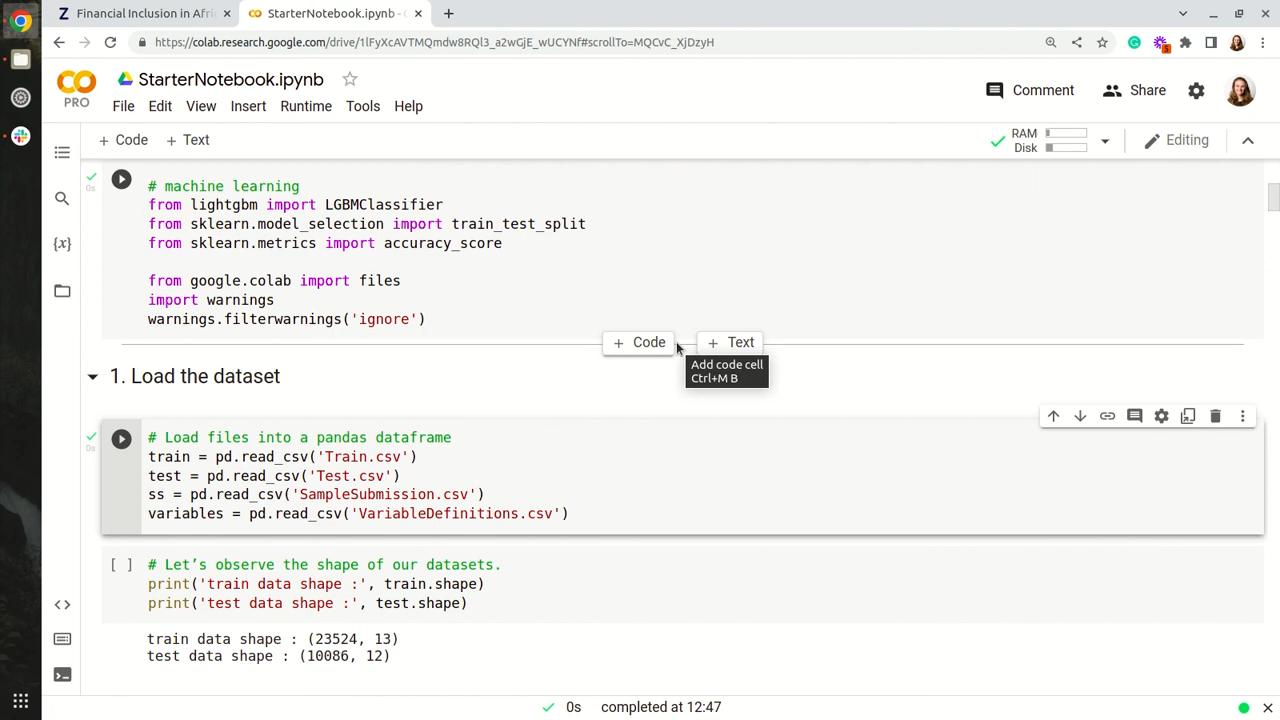 Financial Inclusion in Afri
StarterNotebook.ipynb -
https://colab.research.google.com/drive/1lFyXcAVTMQmdw8RQl3_a2wGjE_wUCYNf#scrollTo=MQCvC_XjDzyH
PRO
StarterNotebook.ipynb
Comment
Share
File Edit View Insert Runtime Tools Help
+ Code + Text
RAM
Disk
Editing
0s
# machine learning
from lightgbm import LGBMClassifier
from sklearn.model_selection import train_test_split
from sklearn.metrics import accuracy_score
from google.colab import files
import warnings
warnings.filterwarnings('ignore')
+ Code + Text
Add code cell
Ctrl+M B
1. Load the dataset
0s
# Load files into a pandas dataframe
train = pd.read_csv('Train.csv')
test = pd.read_csv('Test.csv')
ss = pd.read_csv('SampleSubmission.csv')
variables = pd.read_csv('VariableDefinitions.csv')
[ ] # Let’s observe the shape of our datasets.
print('train data shape :', train.shape)
print('test data shape :', test.shape)
train data shape : (23524, 13)
test data shape : (10086, 12)
0s completed at 12:47